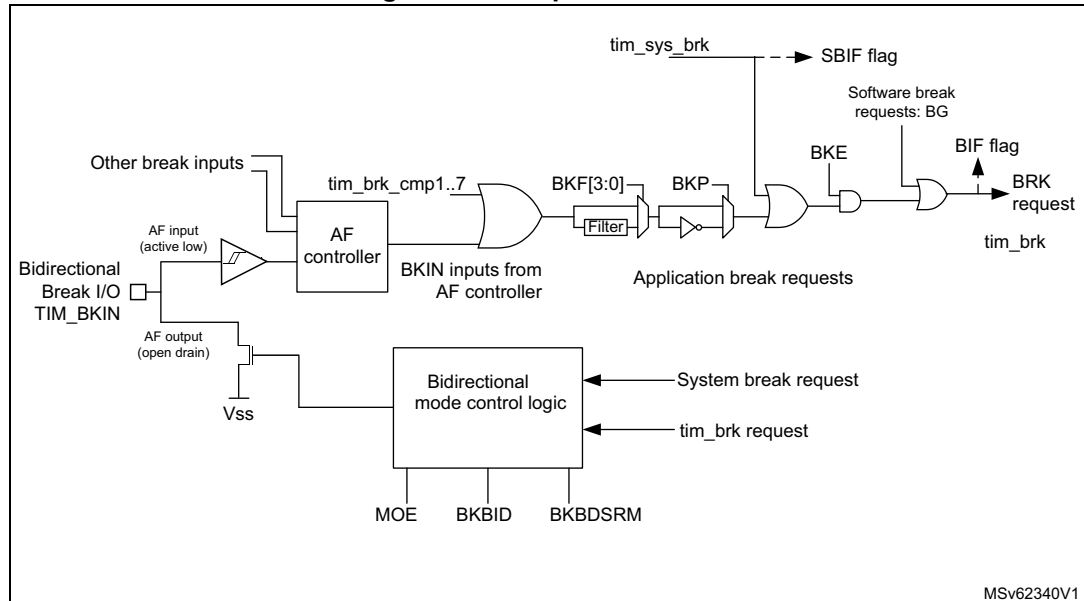 tim_sys_brk
SBIF flag
Software break
requests: BG
BIF flag
BKE
Other break inputs
tim_brk_cmp1..7
BKF[3:0]
BKP
BRK
request
Filter
AF input
(active low)
AF
controller
tim_brk
Bidirectional
Break I/O
TIM_BKIN
BKIN inputs from
AF controller
Application break requests
AF output
(open drain)
Vss
Bidirectional
mode control logic
System break request
tim_brk request
MOE
BKBID
BKBDSRM
MSv62340V1